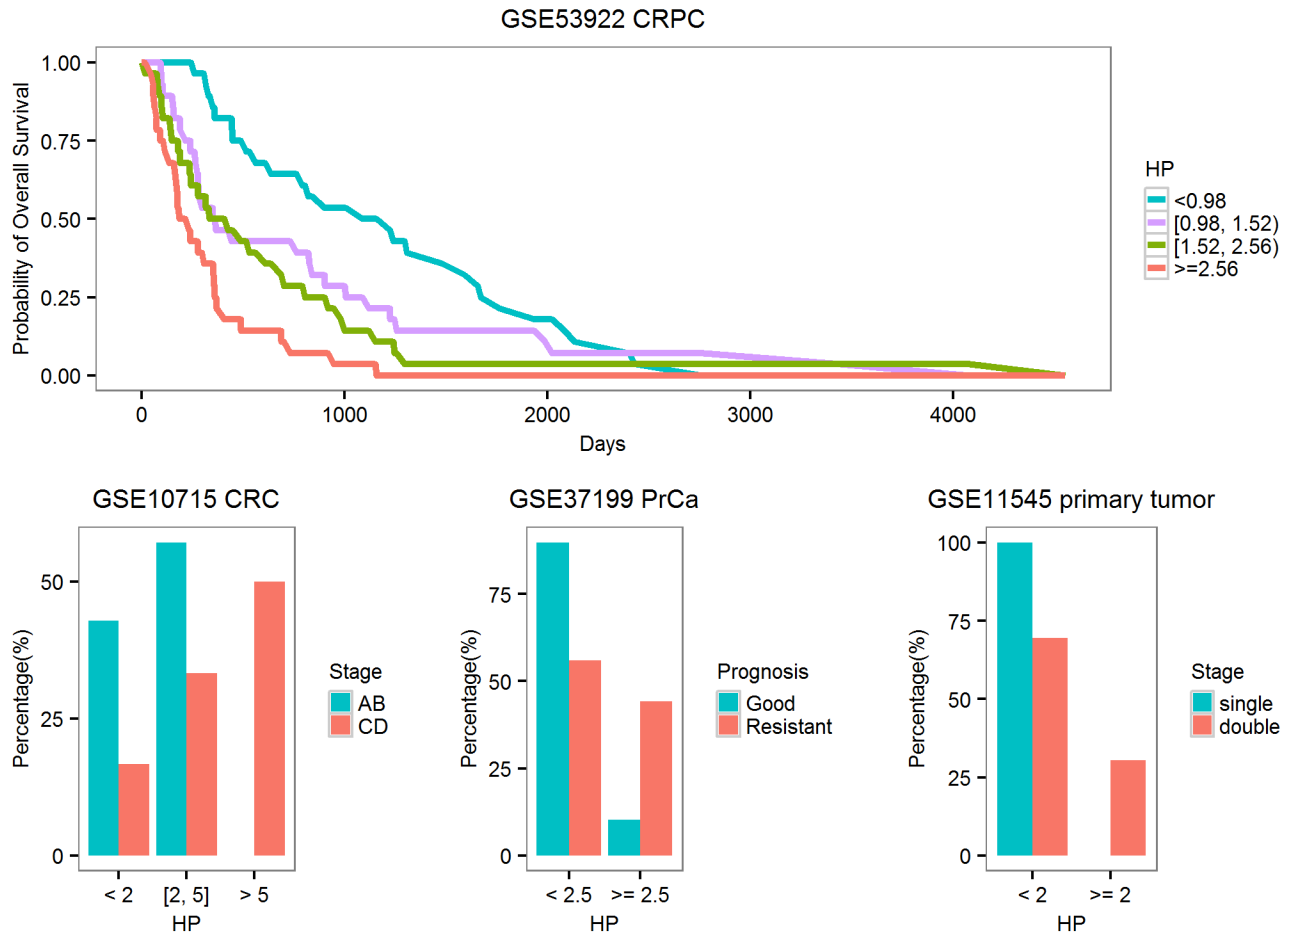 GSE53922 CRPC
Probability of Overall Survival
1.00
0.75
0.50
0.25
0.00
0 1000 2000 3000 4000
Days
HP
<0.98
[0.98, 1.52)
[1.52, 2.56)
>=2.56
GSE10715 CRC
Percentage(%)
50
25
0
< 2 [2, 5] > 5
HP
Stage
AB
CD
GSE37199 PrCa
Percentage(%)
75
50
25
0
< 2.5 >= 2.5
HP
Prognosis
Good
Resistant
GSE11545 primary tumor
Percentage(%)
100
75
50
25
0
< 2 >= 2
HP
Stage
single
double